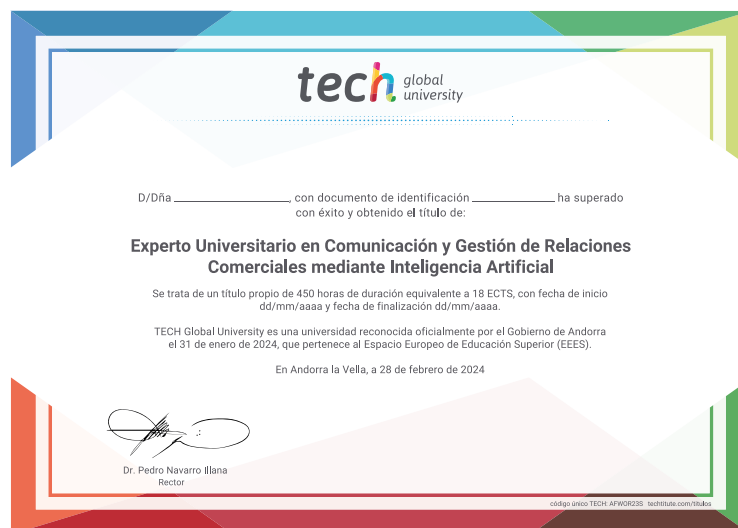 tech global university
D/Dña ____________________, con documento de identificación ______________ ha superado
con éxito y obtenido el título de:
Experto Universitario en Comunicación y Gestión de Relaciones
Comerciales mediante Inteligencia Artificial
Se trata de un título propio de 450 horas de duración equivalente a 18 ECTS, con fecha de inicio
dd/mm/aaaa y fecha de finalización dd/mm/aaaa.
TECH Global University es una universidad reconocida oficialmente por el Gobierno de Andorra
el 31 de enero de 2024, que pertenece al Espacio Europeo de Educación Superior (EEES).
En Andorra la Vella, a 28 de febrero de 2024
Dr. Pedro Navarro Illana
Rector
código único TECH: AFWOR23S techtitute.com/titulos